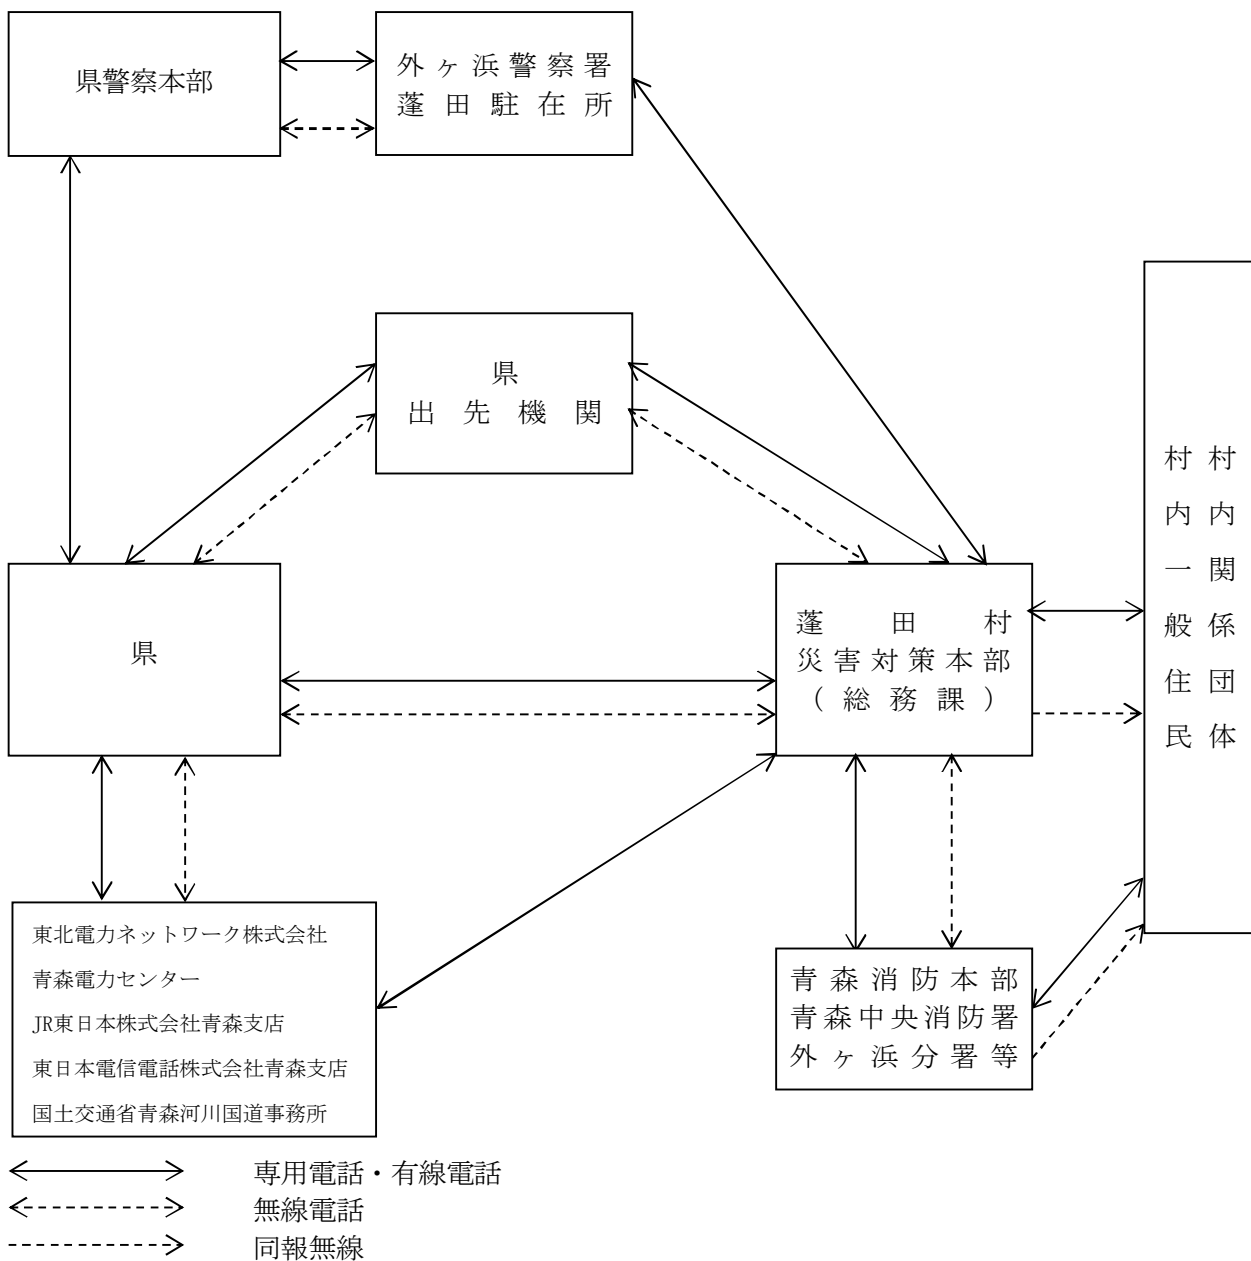 県警察本部
外ヶ浜警察署
蓬田駐在所
県
出先機関
県
蓬田村
災害対策本部
(総務課)
村内関係団体
村内一般住民
東北電力ネットワーク株式会社
青森電力センター
JR東日本株式会社青森支店
東日本電信電話株式会社青森支店
国土交通省青森河川国道事務所
青森消防本部
青森中央消防署
外ヶ浜分署等
専用電話・有線電話
無線電話
同報無線